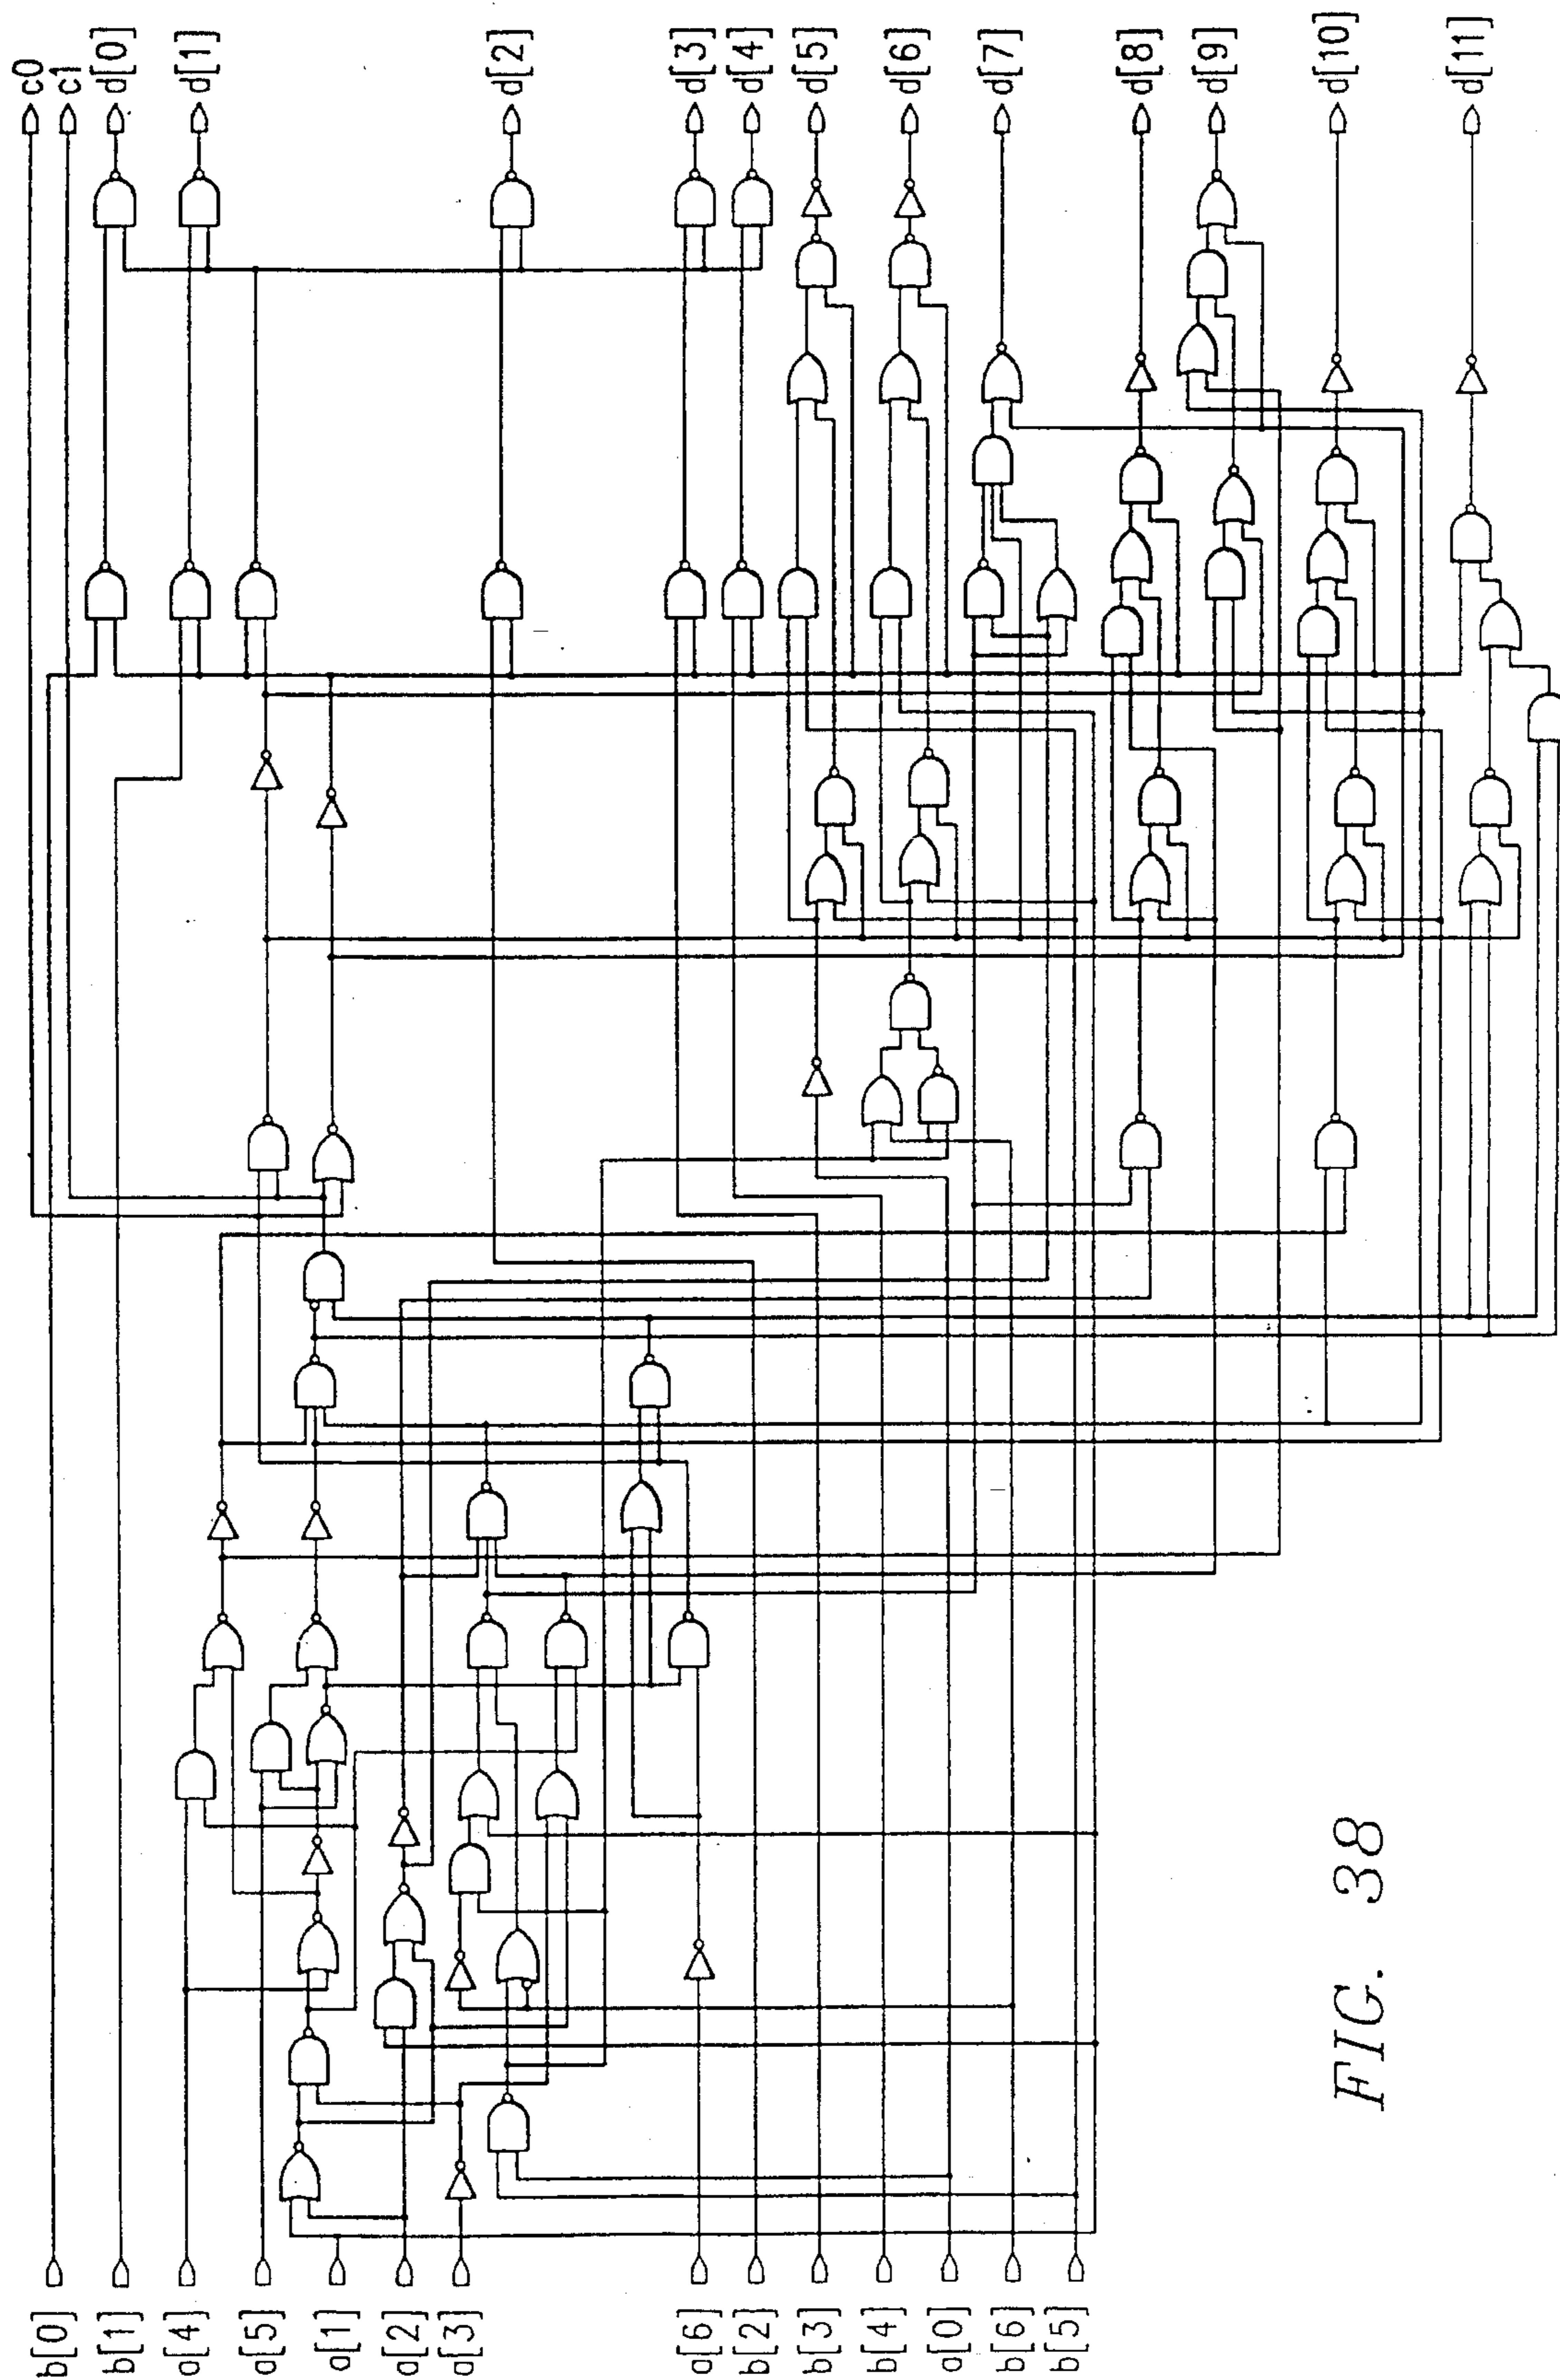 c0
c1
d[0]
d[1]
d[2]
d[3]
d[4]
d[5]
d[6]
d[7]
d[8]
d[9]
d[10]
d[11]
b[0]
b[1]
a[4]
a[5]
a[1]
a[2]
a[3]
a[6]
b[2]
b[3]
b[4]
a[0]
b[6]
b[5]
FIG. 38